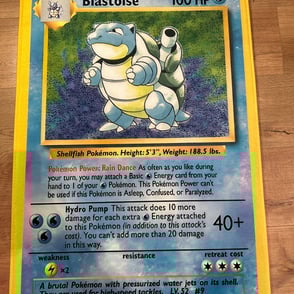 Blastoise 100 HP
Shellfish Pokémon. Height: 5'3", Weight: 188.5 lbs.
Pokemon Power: Rain Dance As often as you like during
your turn, you may attach a Basic Energy card from your
hand to 1 of your Pokémon. This Pokemon Power can't
be used if this Pokemon is Asleep, Confused, or Paralyzed.
Hydro Pump This attack does 10 more
damage for each extra Energy attached
to this Pokémon (in addition to this attack's
cost). You can't add more than 20 damage
in this way.
40+
weakness resistance retreat cost
×2
A brutal Pokémon with pressurized water jets on its shell.
They are used for high-speed tackles. LV. 52 #9